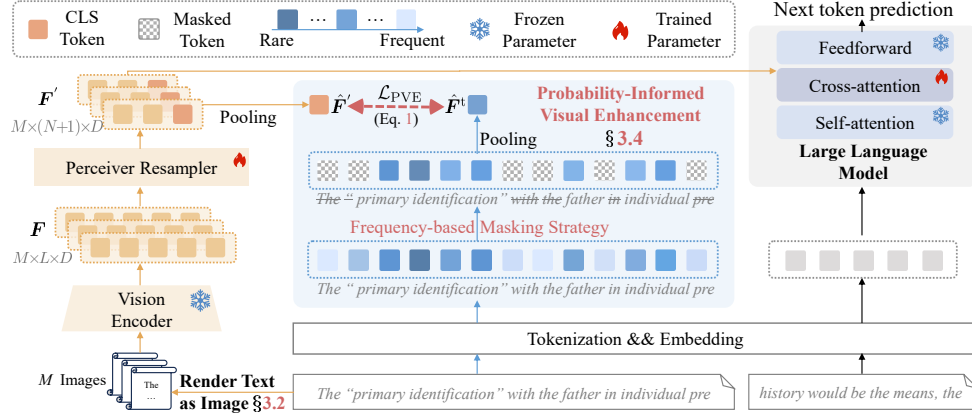 CLS Token
Masked Token
Rare ... ... Frequent
Frozen Parameter
Trained Parameter
Next token prediction
Feedforward
Cross-attention
Self-attention
Large Language Model
F′
M×(N+1)×D
Pooling
Perceiver Resampler
F
M×L×D
Vision Encoder
M Images
The
...
Render Text as Image §3.2
F̂′
L_PVE
(Eq. 1)
F̂ᵗ
Probability-Informed Visual Enhancement
§ 3.4
Pooling
The “ primary identification” with the father in individual pre
Frequency-based Masking Strategy
The “ primary identification” with the father in individual pre
Tokenization && Embedding
The “primary identification” with the father in individual pre
history would be the means, the